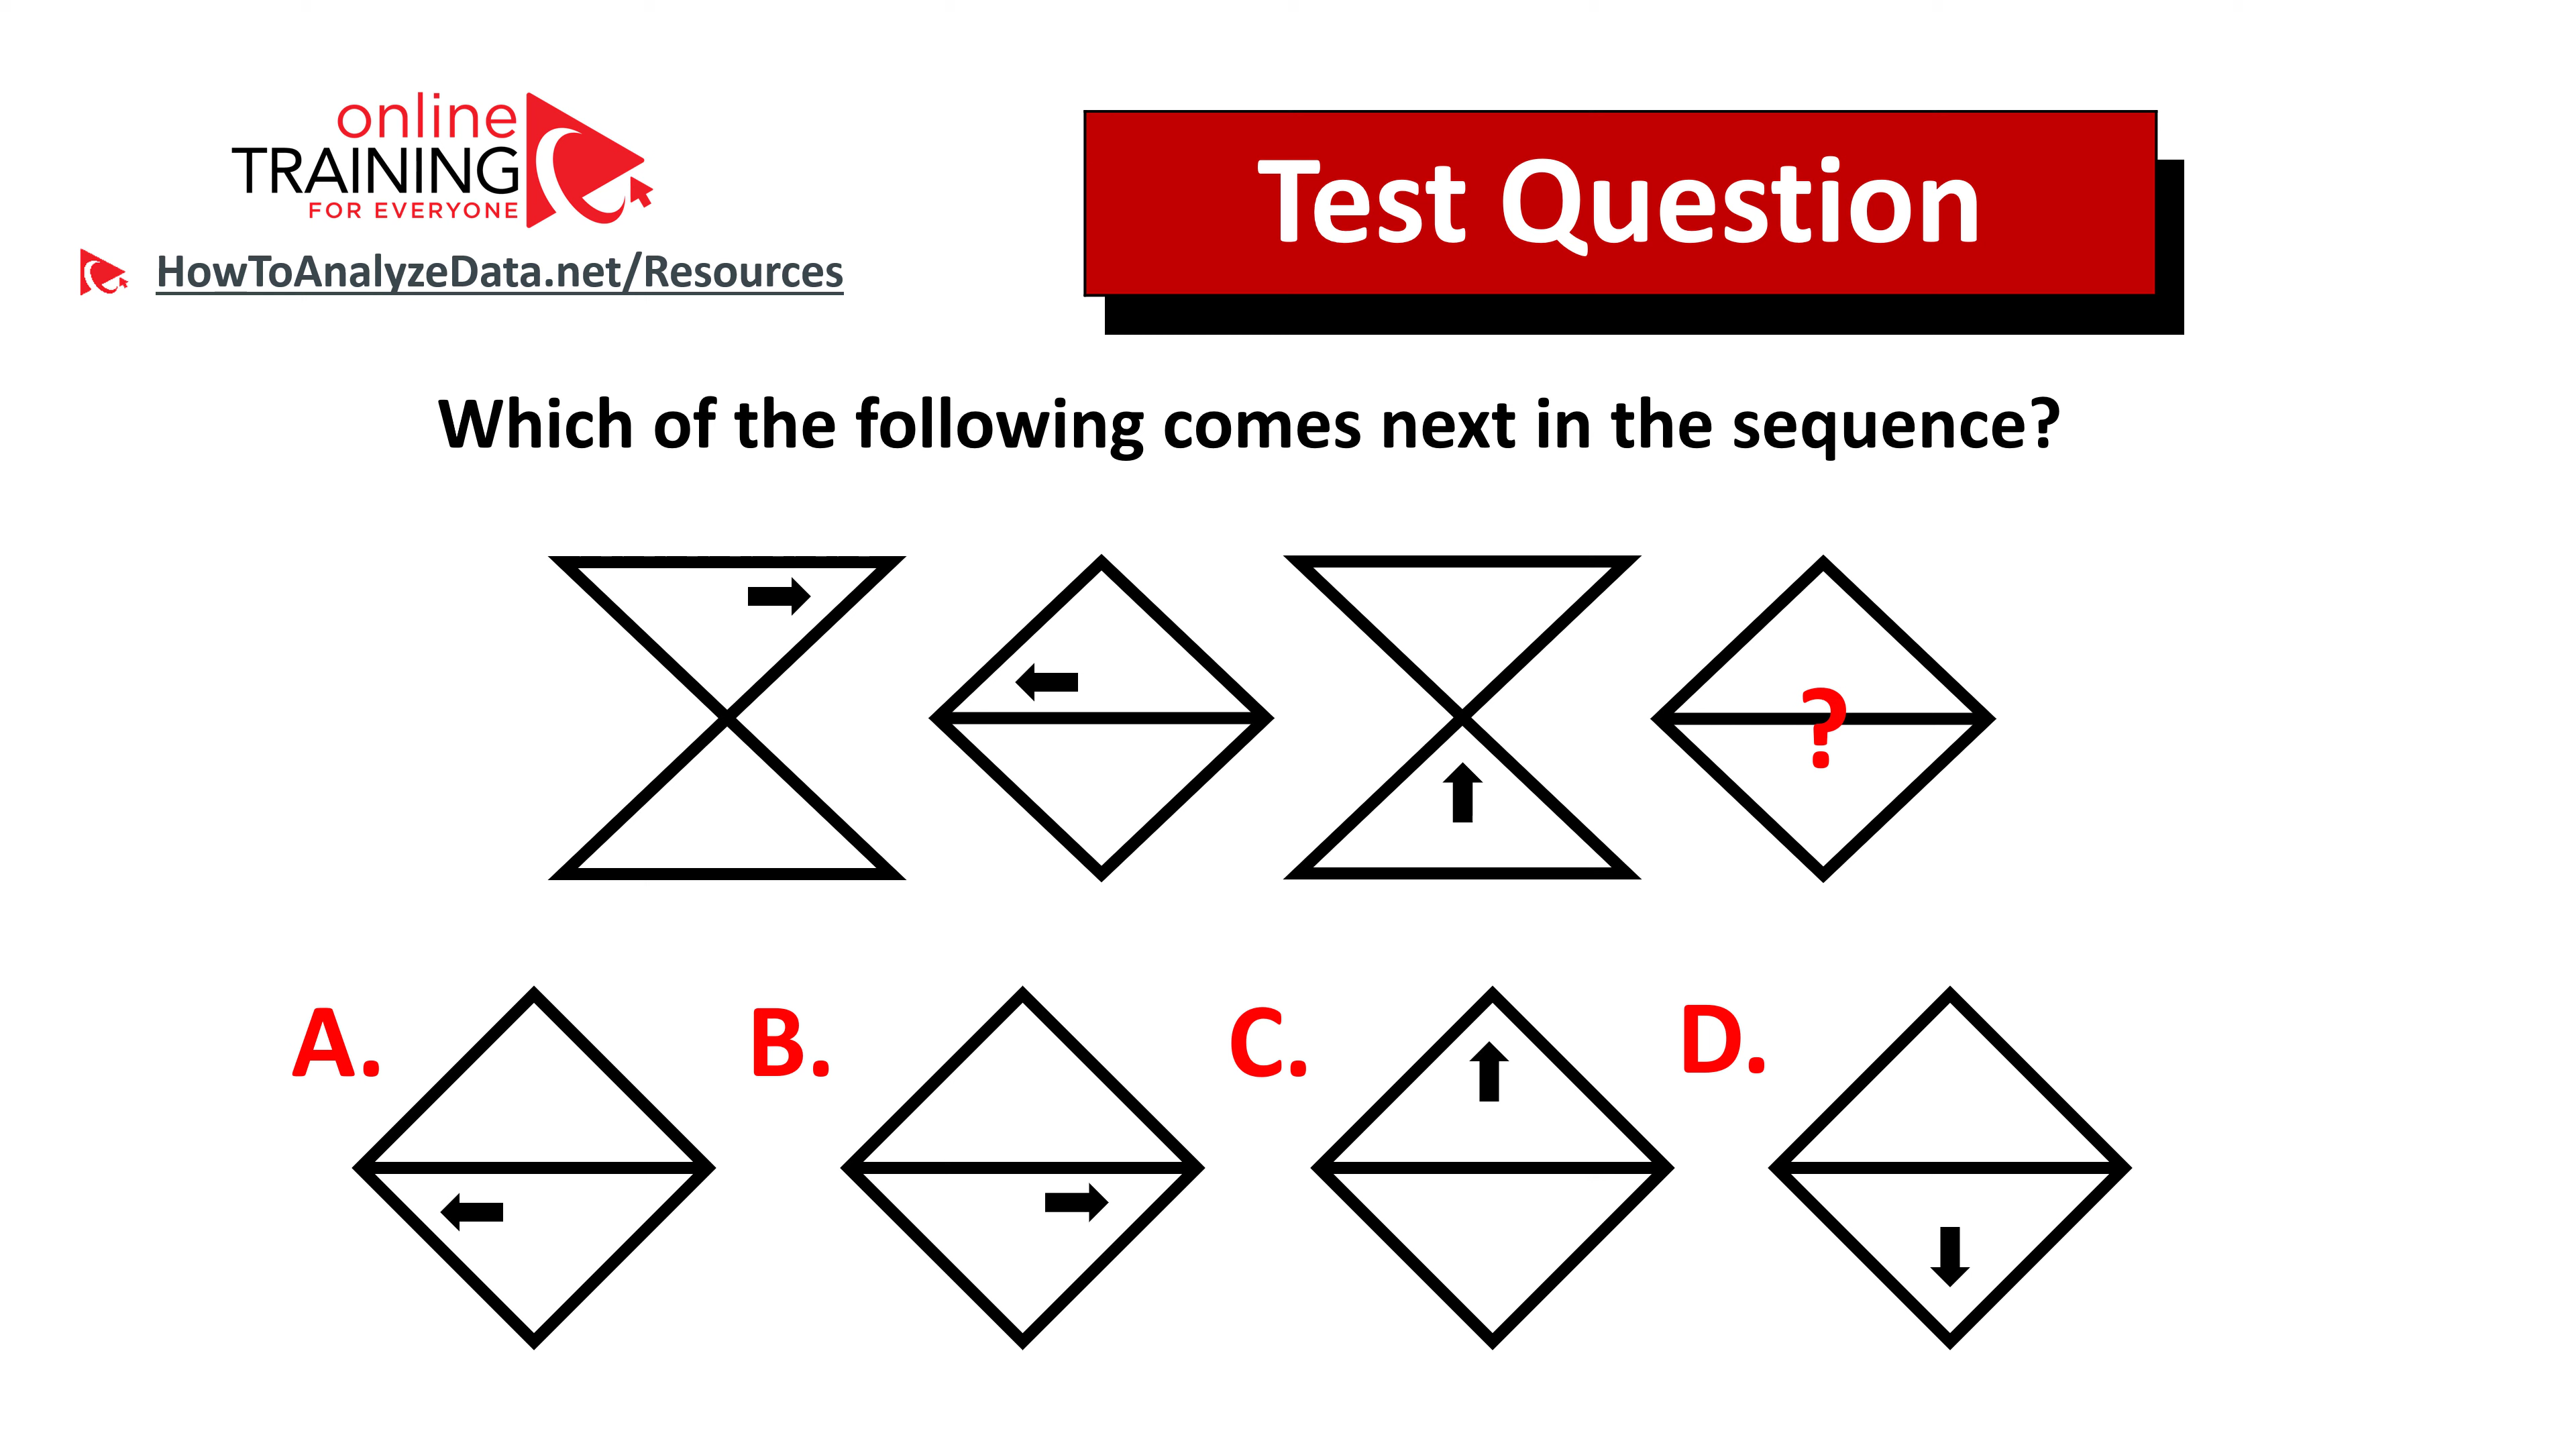 online
TRAINING
FOR EVERYONE
HowToAnalyzeData.net/Resources
Test Question
Which of the following comes next in the sequence?
?
A.
B.
C.
D.